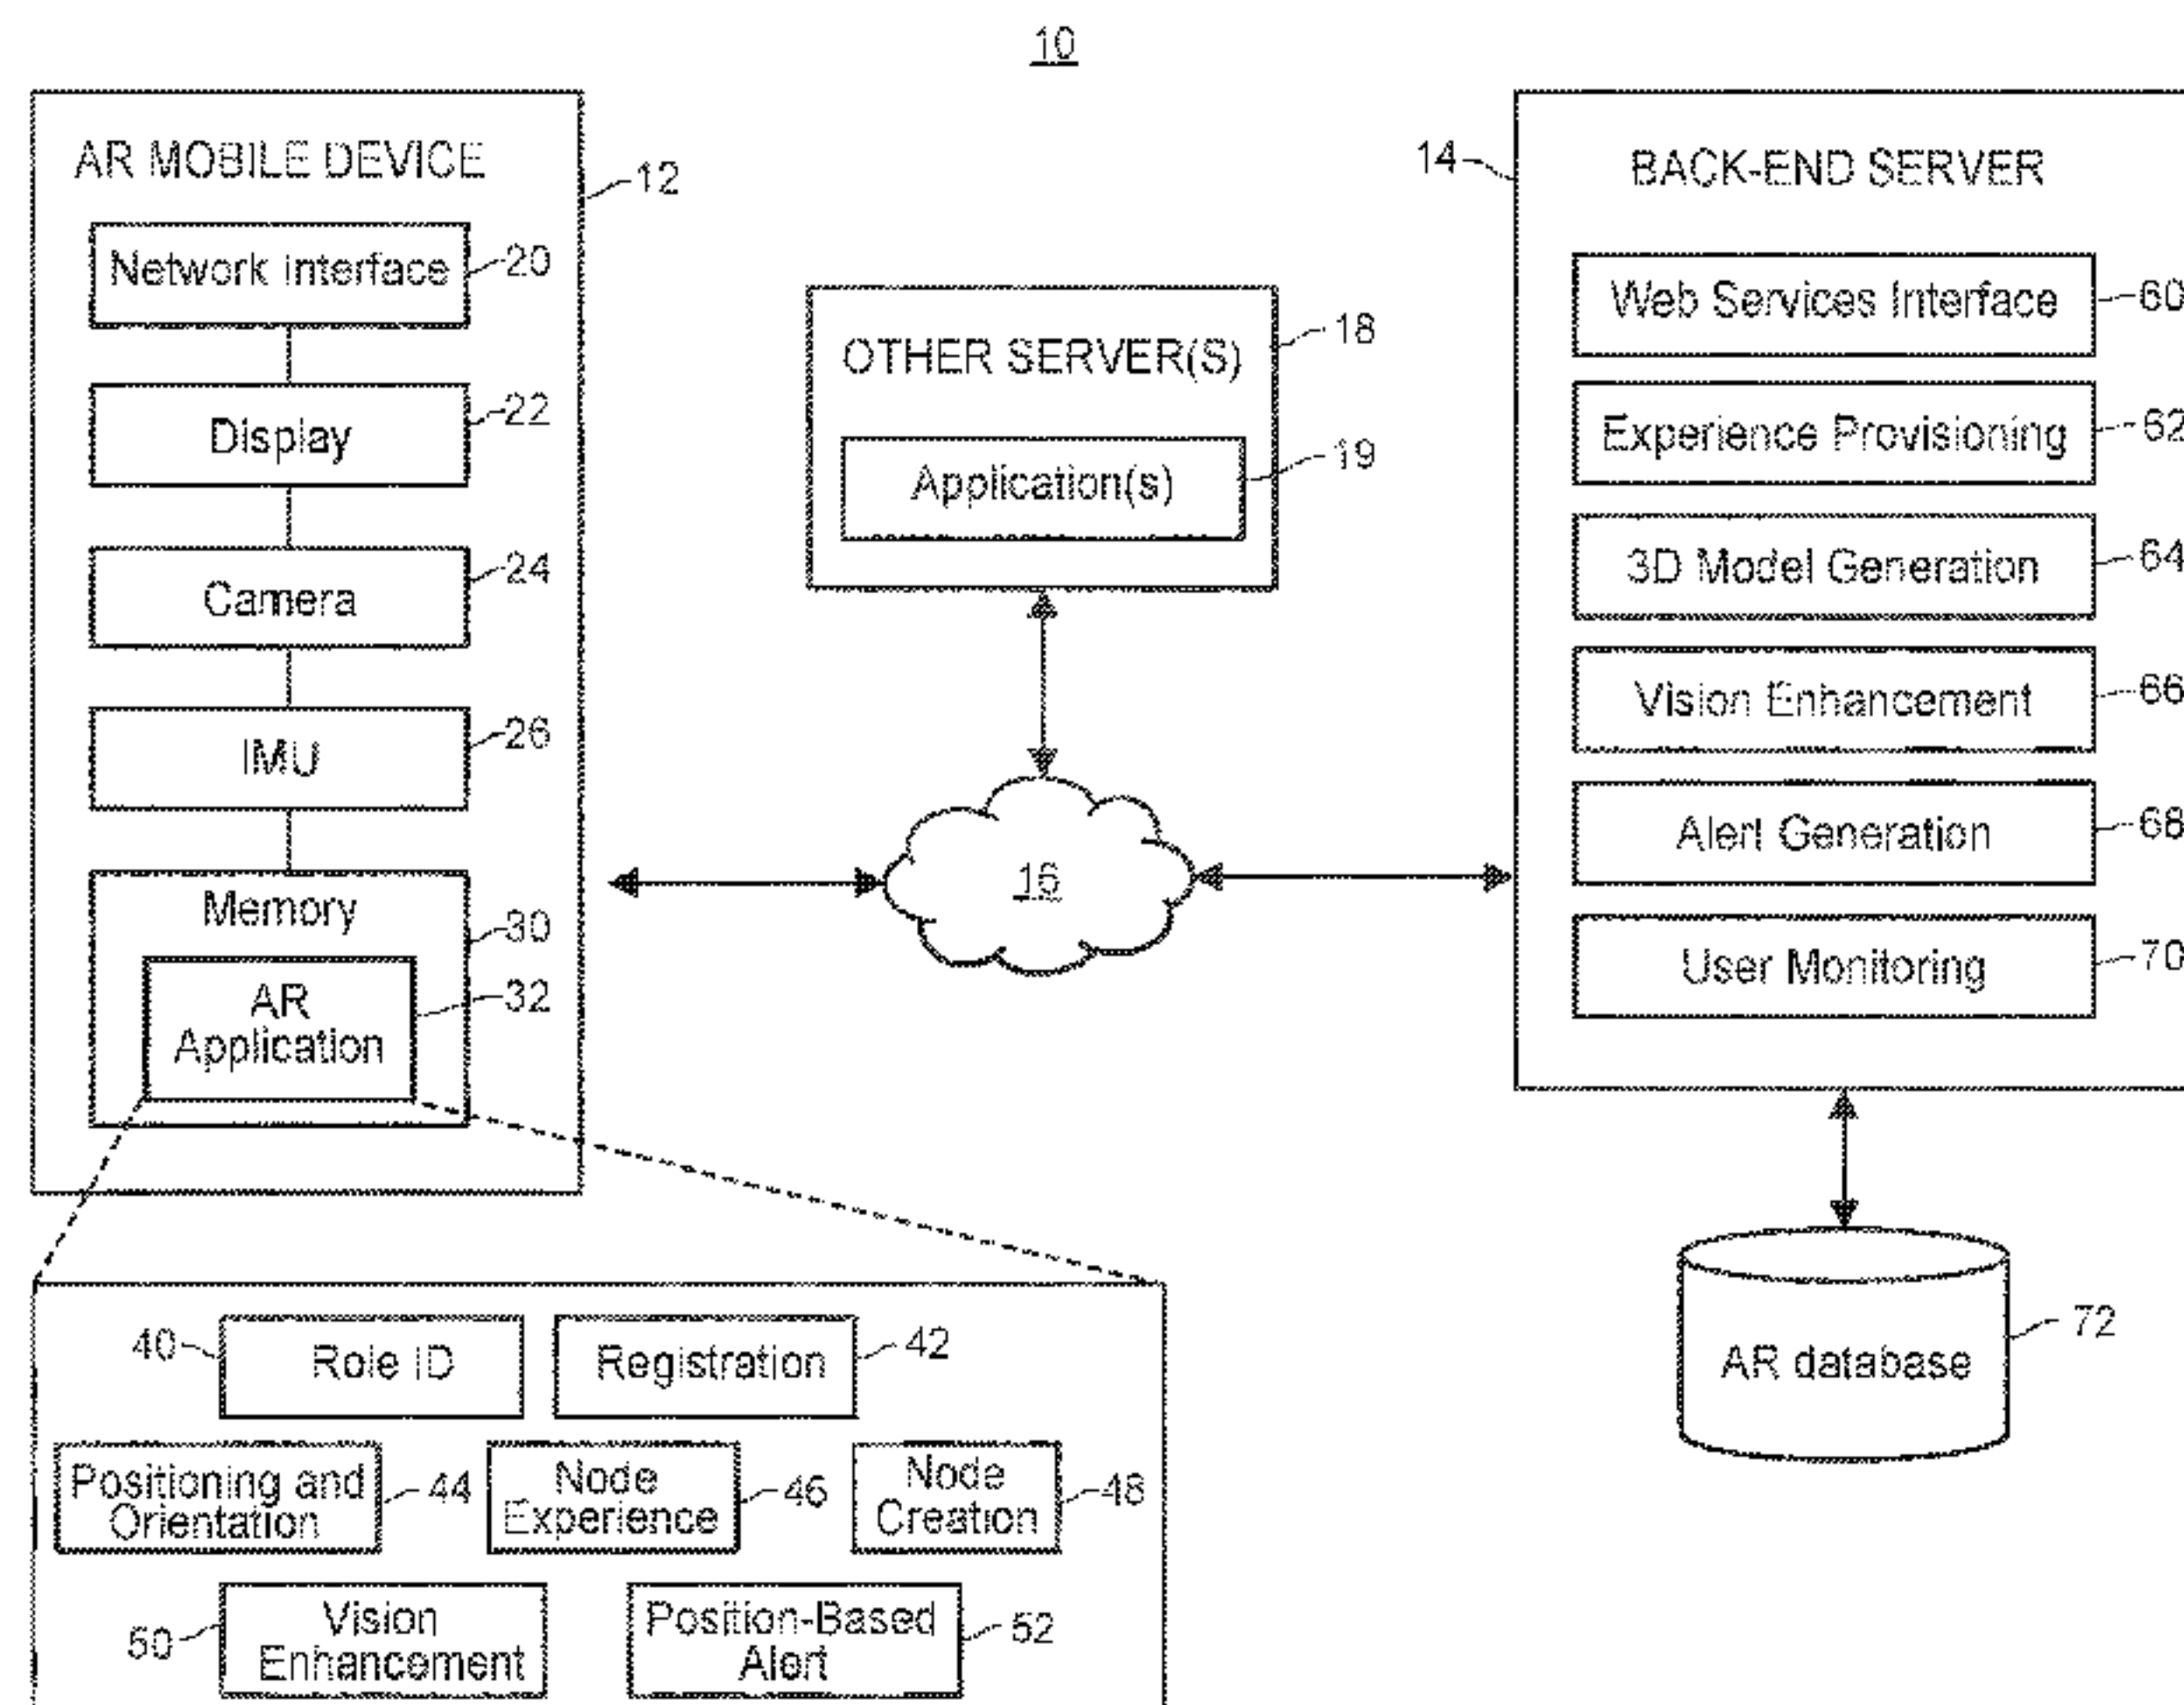 10
AR MOBILE DEVICE
12
Network interface
20
Display
22
Camera
24
IMU
26
Memory
30
AR
Application
32
OTHER SERVER(S)
18
Application(s)
19
16
14
BACK-END SERVER
Web Services Interface
60
Experience Provisioning
62
3D Model Generation
64
Vision Enhancement
66
Alert Generation
68
User Monitoring
70
AR database
72
40
Role ID
Registration
42
Positioning and
Orientation
44
Node
Experience
46
Node
Creation
48
50
Vision
Enhancement
Position-Based
Alert
52